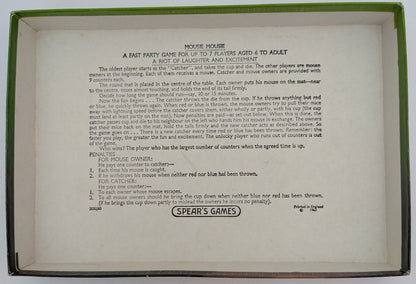 MOUSIE MOUSIE
A FAST PARTY GAME FOR UP TO 7 PLAYERS AGED 6 TO ADULT
A RIOT OF LAUGHTER AND EXCITEMENT
The oldest player starts as the "Catcher", and takes the cup and die. The other players are mouse
owners at the beginning. Each of them receives a mouse. Catcher and mouse owners are provided with
counters each.
The round mat is placed in the centre of the table. Each owner puts his mouse on the mat—near
to the centre, noses almost touching, and holds the end of its tail firmly.
Decide how long the game should run—say, 10 or 15 minutes.
Now the fun begins . . . The catcher throws the die from the cup. If he throws anything but red
or blue, he quickly throws again. When red or blue is thrown, the mouse owners try to pull their mice
away with lightning speed before the catcher covers them, either wholly or partly, with his cup (the cup
must land at least partly on the mat). Now penalties are paid—as set out below. When this is done, the
catcher passes cup and die to his neighbour on the left who hands him his mouse in exchange. The owners
put their mice back on the mat, hold the tails firmly and the new catcher acts as described above. So
the game goes on . . . There is a new catcher every time red or blue has been thrown. Remember: the
faster you play, the greater the fun and excitement. The unlucky player who runs out of counters is out
of the game.
Who wins? The player who has the largest number of counters when the agreed time is up.
PENALTIES
FOR MOUSE OWNER:
He pays one counter to catcher:—
1. Each time his mouse is caught.
2. If he withdraws his mouse when neither red nor blue has been thrown.
FOR CATCHER:
He pays one counter:—
1. To each owner whose mouse escapes.
2. To all mouse owners should he bring the cup down when neither blue nor red has been thrown.
(If he brings the cup down partly to mislead the owners he incurs no penalty).
SPEAR'S GAMES
Printed in England
©